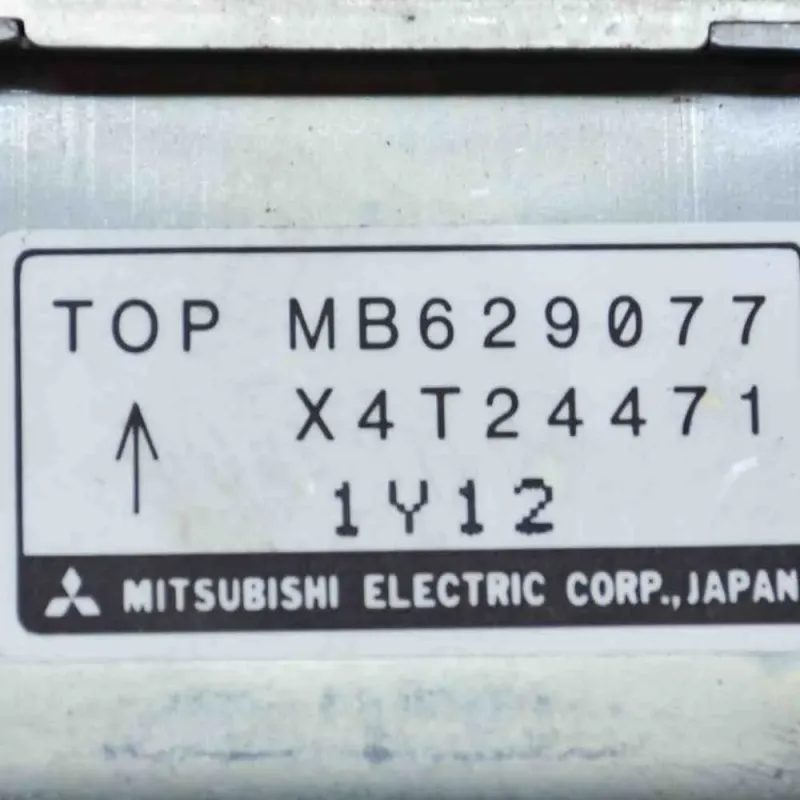 TOP MB629077
X4T24471
1Y12
MITSUBISHI ELECTRIC CORP., JAPAN